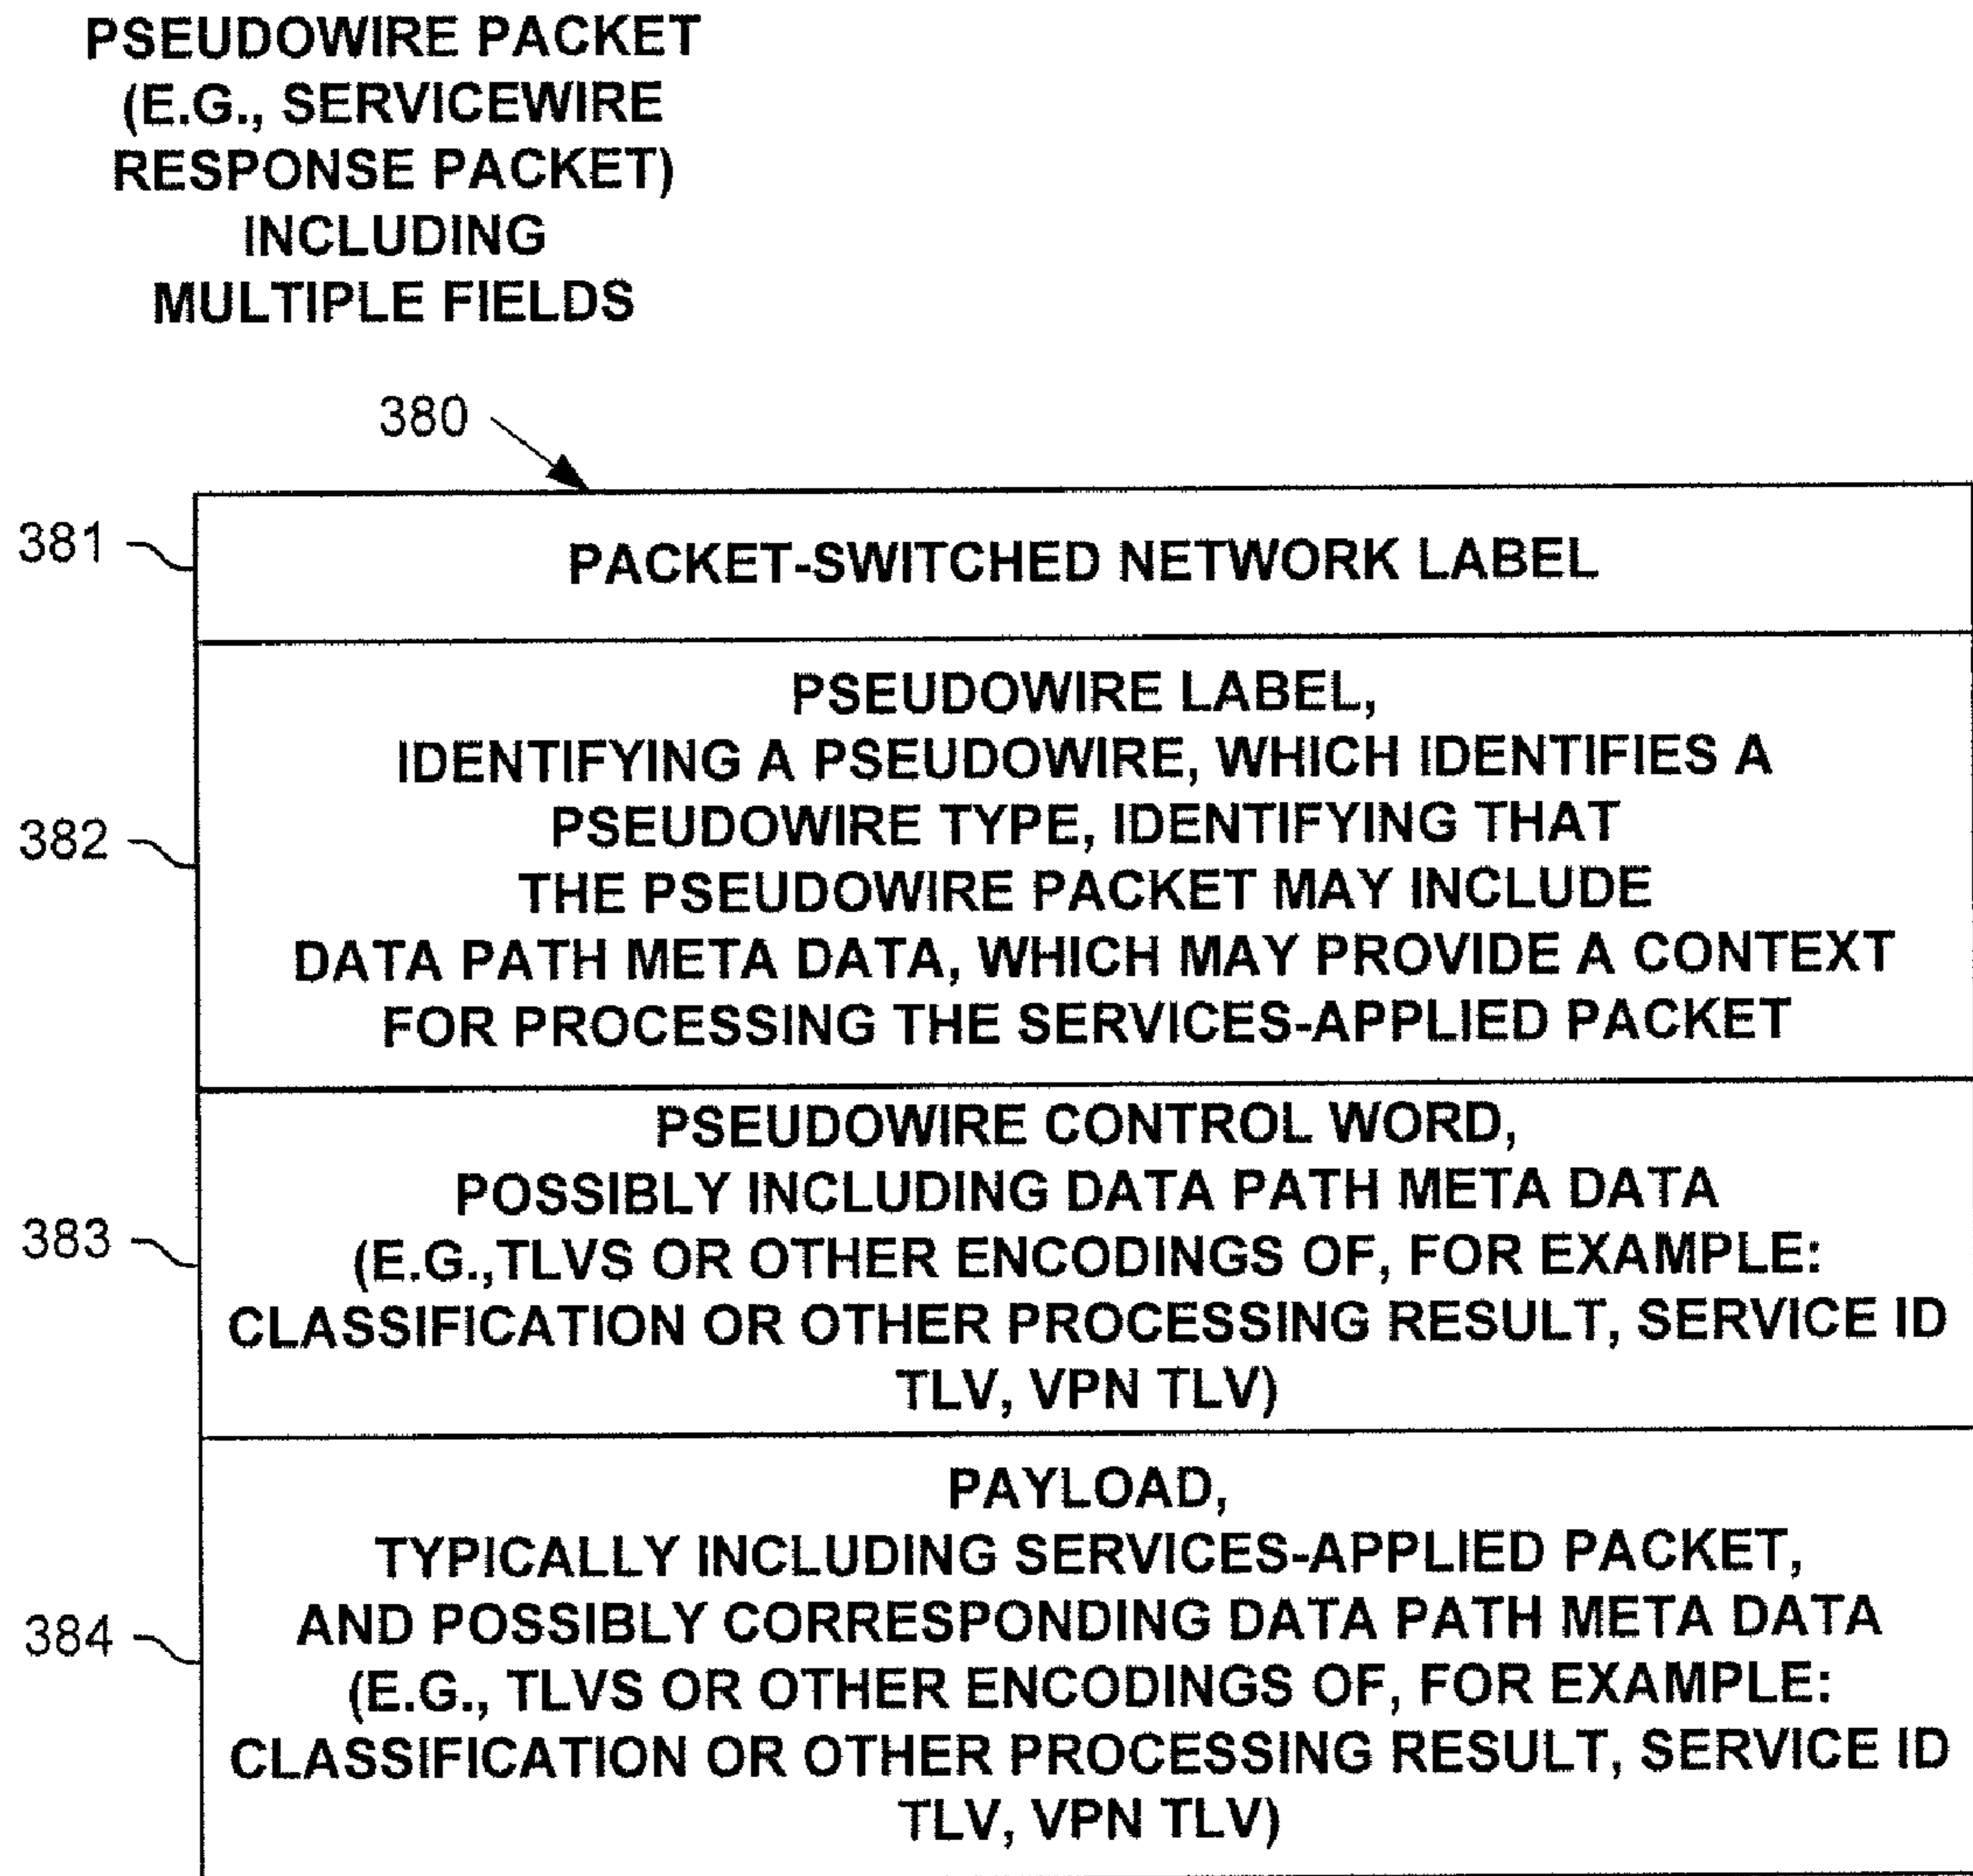 PSEUDOWIRE PACKET
(E.G., SERVICEWIRE
RESPONSE PACKET)
INCLUDING
MULTIPLE FIELDS
380
381
PACKET-SWITCHED NETWORK LABEL
PSEUDOWIRE LABEL,
IDENTIFYING A PSEUDOWIRE, WHICH IDENTIFIES A
PSEUDOWIRE TYPE, IDENTIFYING THAT
382
THE PSEUDOWIRE PACKET MAY INCLUDE
DATA PATH META DATA, WHICH MAY PROVIDE A CONTEXT
FOR PROCESSING THE SERVICES-APPLIED PACKET
PSEUDOWIRE CONTROL WORD,
POSSIBLY INCLUDING DATA PATH META DATA
383
(E.G.,TLVS OR OTHER ENCODINGS OF, FOR EXAMPLE:
CLASSIFICATION OR OTHER PROCESSING RESULT, SERVICE ID
TLV, VPN TLV)
PAYLOAD,
TYPICALLY INCLUDING SERVICES-APPLIED PACKET,
384
AND POSSIBLY CORRESPONDING DATA PATH META DATA
(E.G., TLVS OR OTHER ENCODINGS OF, FOR EXAMPLE:
CLASSIFICATION OR OTHER PROCESSING RESULT, SERVICE ID
TLV, VPN TLV)